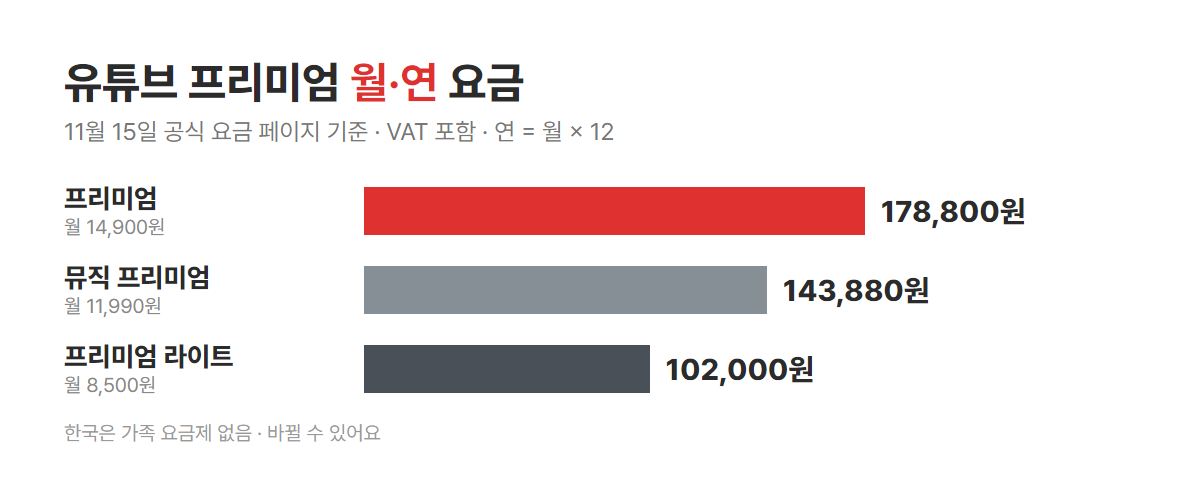 유튜브 프리미엄 월·연 요금
11월 15일 공식 요금 페이지 기준 · VAT 포함 · 연 = 월 × 12
프리미엄
월 14,900원
178,800원
뮤직 프리미엄
월 11,990원
143,880원
프리미엄 라이트
월 8,500원
102,000원
한국은 가족 요금제 없음 · 바뀔 수 있어요